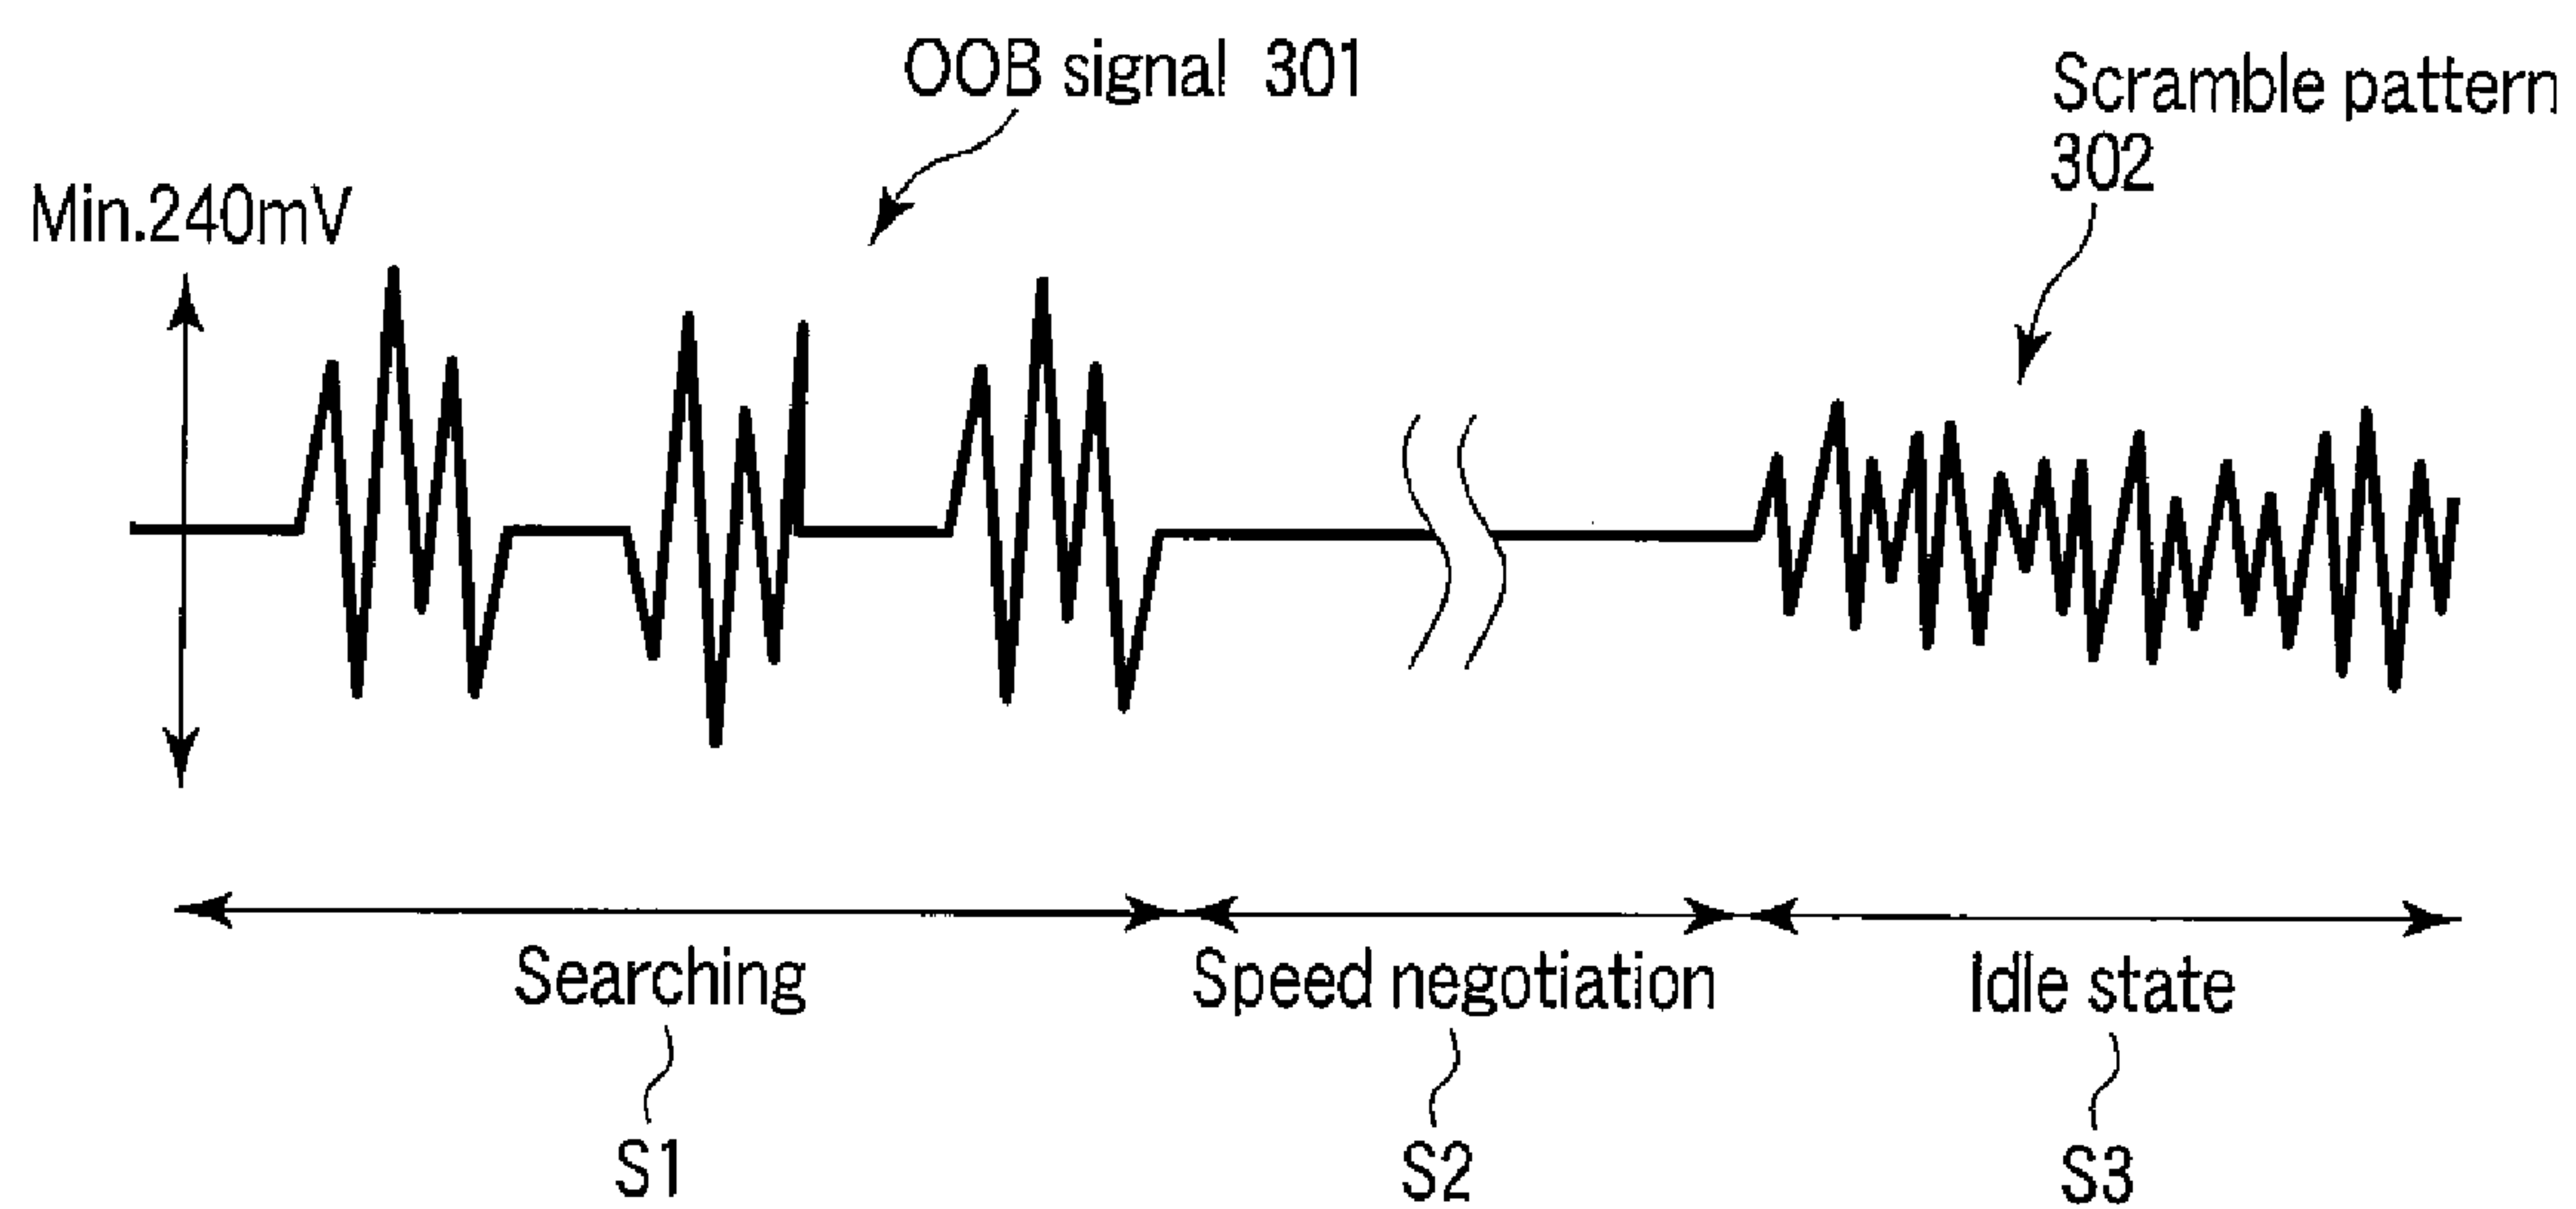 OOB signal 301
Scramble pattern
302
Min.240mV
Searching
Speed negotiation
Idle state
S1
S2
S3